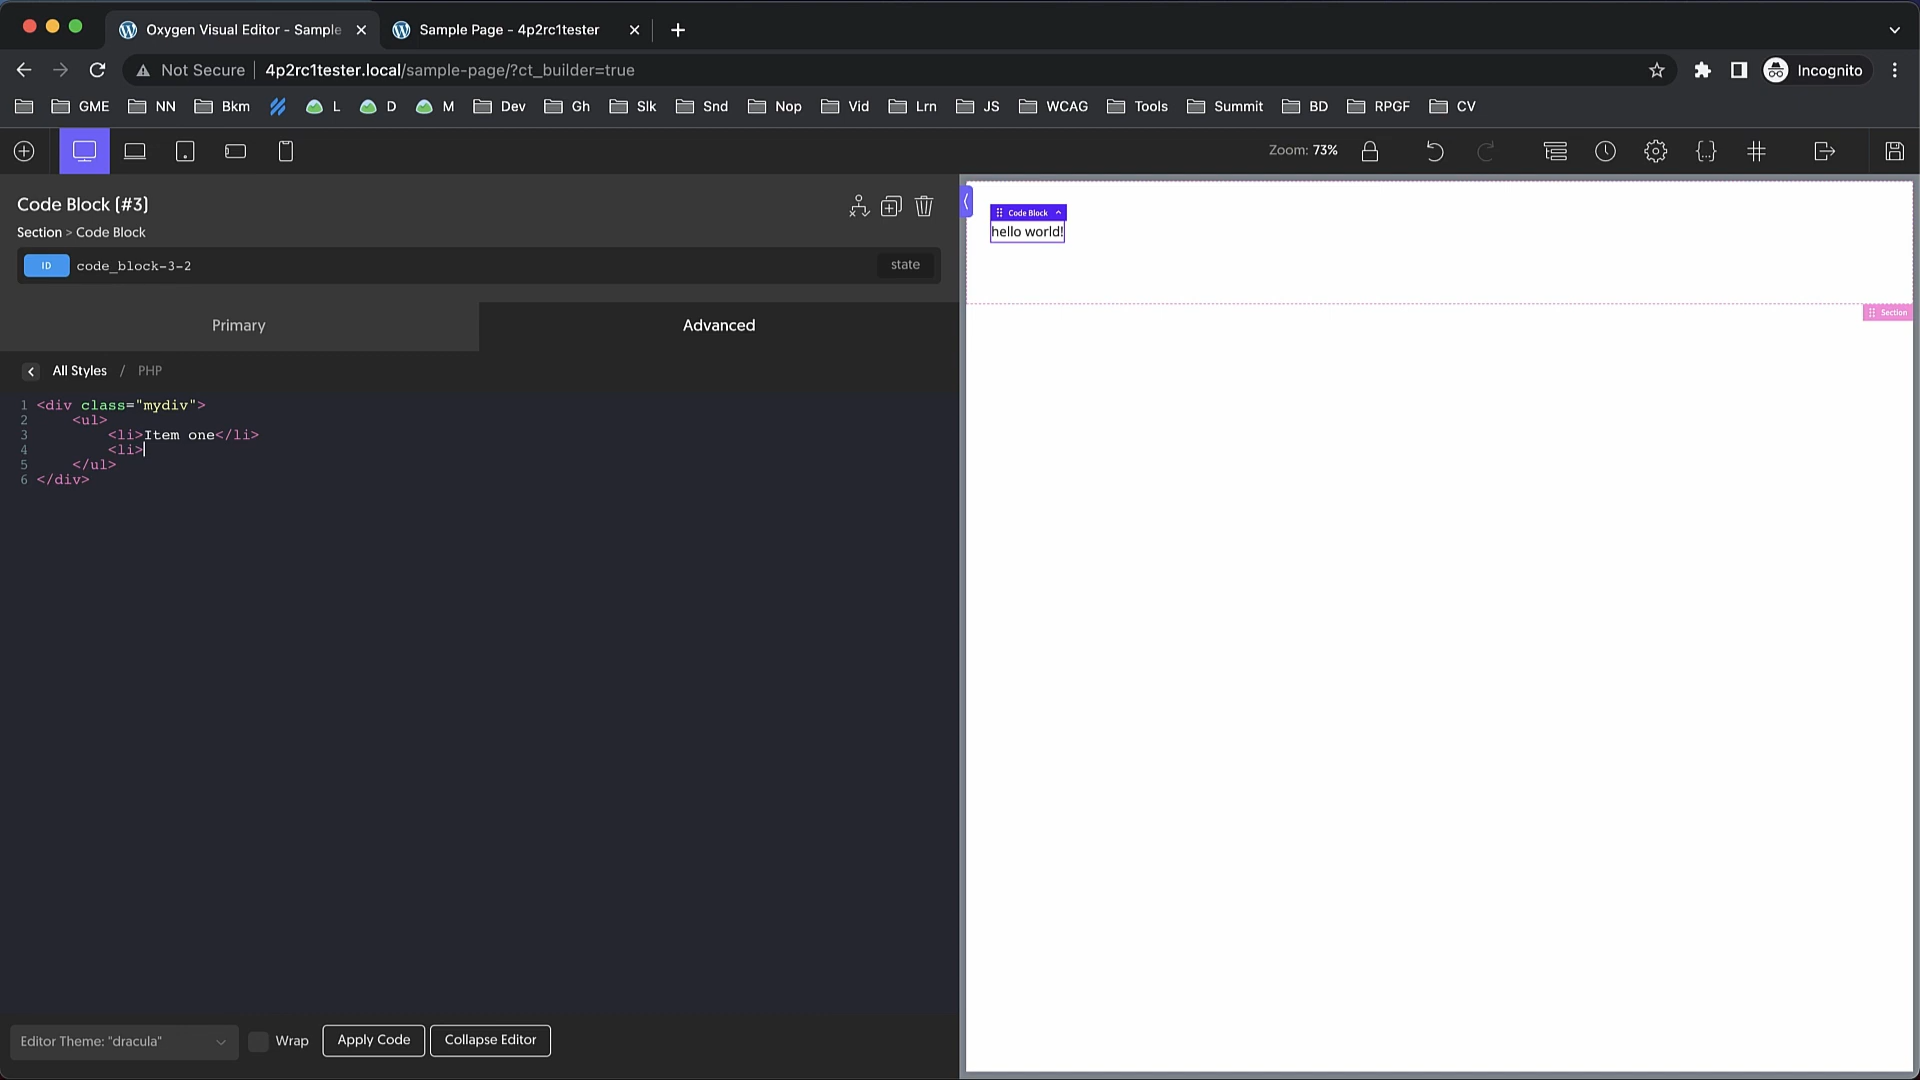 Oxygen Visual Editor - Sample
Sample Page - 4p2rc1tester
Not Secure
4p2rc1tester.local/sample-page/?ct_builder=true
Incognito
GME NN Bkm L D M Dev Gh Slk Snd Nop Vid Lrn JS WCAG Tools Summit BD RPGF CV
Zoom: 73%
Code Block (#3)
Section > Code Block
ID code_block-3-2 state
Primary Advanced
All Styles / PHP
1 <div class="mydiv">
2 <ul>
3 <li>Item one</li>
4 <li>
5 </ul>
6 </div>
Editor Theme: "dracula" Wrap Apply Code Collapse Editor
Code Block
hello world!
Section